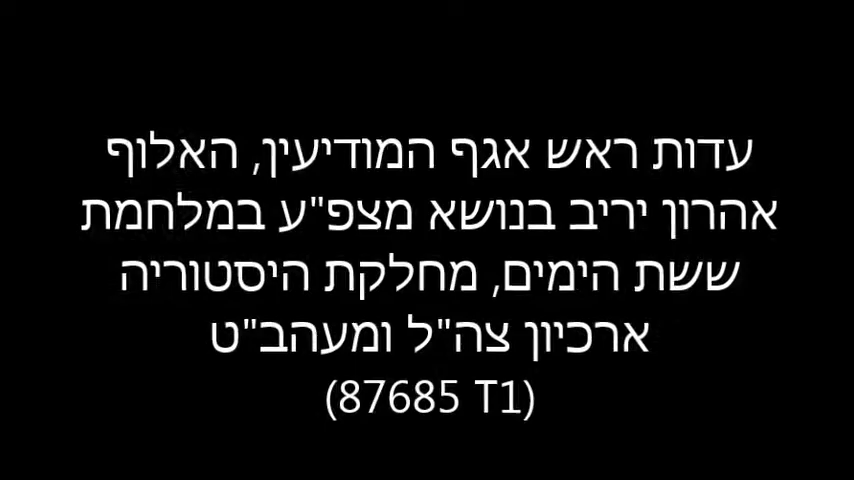 עדות ראש אגף המודיעין, האלוף
אהרון יריב בנושא מצפ"ע במלחמת
ששת הימים, מחלקת היסטוריה
ארכיון צה"ל ומעהב"ט
(87685 T1)